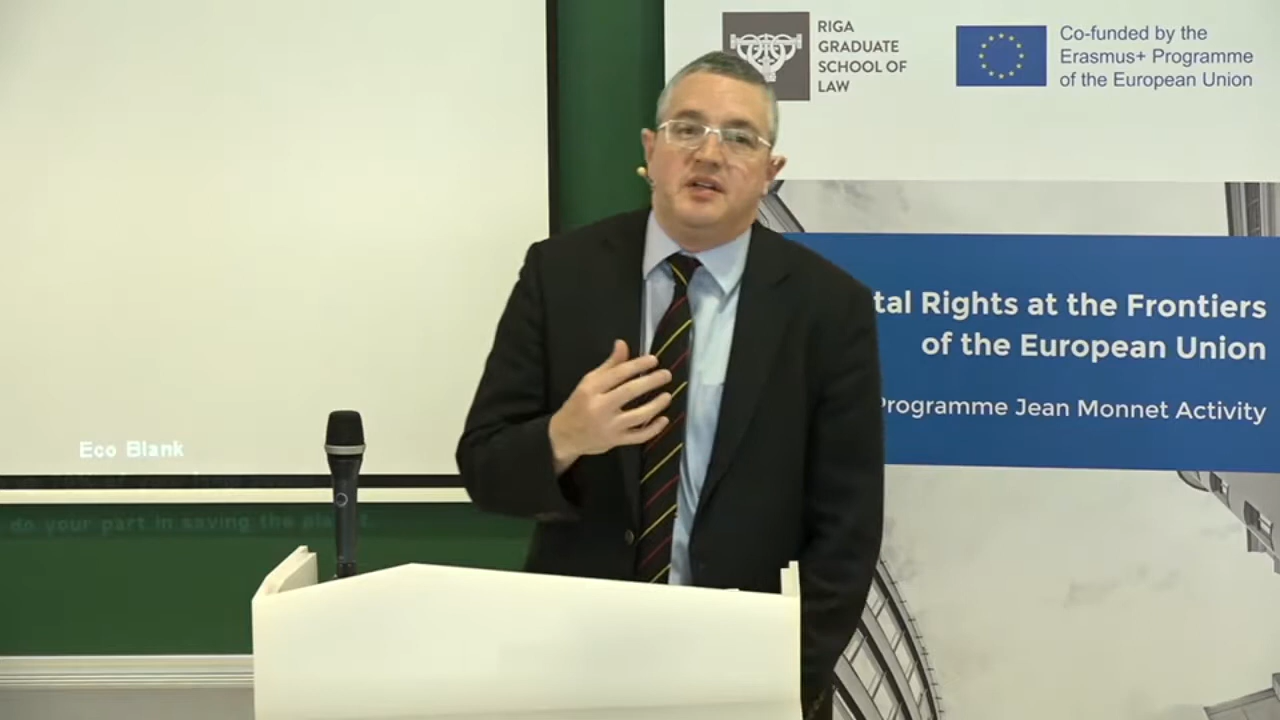 RIGA
GRADUATE
SCHOOL OF
LAW
Co-funded by the
Erasmus+ Programme
of the European Union
tal Rights at the Frontiers
of the European Union
Programme Jean Monnet Activity
Eco Blank
do your part in saving the planet